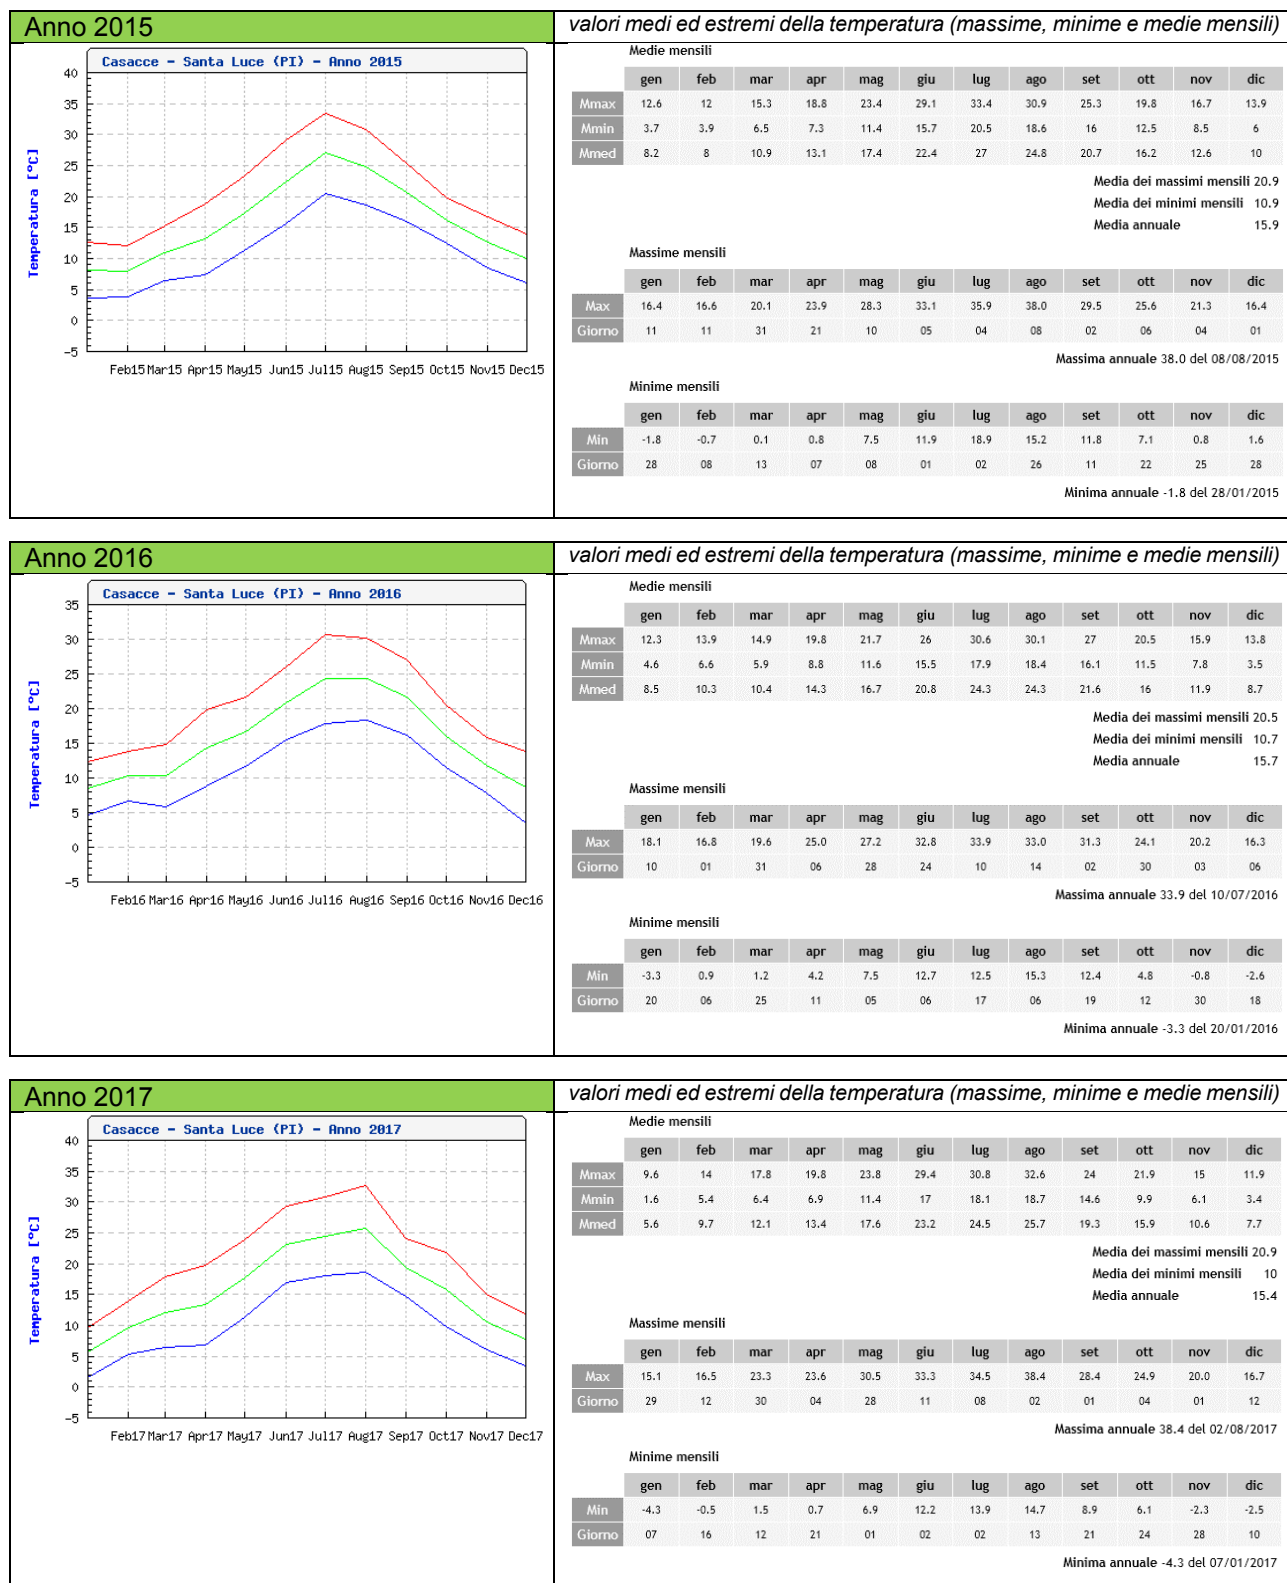 Anno 2015
valori medi ed estremi della temperatura (massime, minime e medie mensili)
Casacce - Santa Luce (PI) - Anno 2015
Temperatura [°C]
40
35
30
25
20
15
10
5
0
-5
Feb15 Mar15 Apr15 May15 Jun15 Jul15 Aug15 Sep15 Oct15 Nov15 Dec15
Medie mensili
gen feb mar apr mag giu lug ago set ott nov dic
Mmax 12.6 12 15.3 18.8 23.4 29.1 33.4 30.9 25.3 19.8 16.7 13.9
Mmin 3.7 3.9 6.5 7.3 11.4 15.7 20.5 18.6 16 12.5 8.5 6
Mmed 8.2 8 10.9 13.1 17.4 22.4 27 24.8 20.7 16.2 12.6 10
Media dei massimi mensili 20.9
Media dei minimi mensili 10.9
Media annuale 15.9
Massime mensili
gen feb mar apr mag giu lug ago set ott nov dic
Max 16.4 16.6 20.1 23.9 28.3 33.1 35.9 38.0 29.5 25.6 21.3 16.4
Giorno 11 11 31 21 10 05 04 08 02 06 04 01
Massima annuale 38.0 del 08/08/2015
Minime mensili
gen feb mar apr mag giu lug ago set ott nov dic
Min -1.8 -0.7 0.1 0.8 7.5 11.9 18.9 15.2 11.8 7.1 0.8 1.6
Giorno 28 08 13 07 08 01 02 26 11 22 25 28
Minima annuale -1.8 del 28/01/2015
Anno 2016
valori medi ed estremi della temperatura (massime, minime e medie mensili)
Casacce - Santa Luce (PI) - Anno 2016
Temperatura [°C]
35
30
25
20
15
10
5
0
-5
Feb16 Mar16 Apr16 May16 Jun16 Jul16 Aug16 Sep16 Oct16 Nov16 Dec16
Medie mensili
gen feb mar apr mag giu lug ago set ott nov dic
Mmax 12.3 13.9 14.9 19.8 21.7 26 30.6 30.1 27 20.5 15.9 13.8
Mmin 4.6 6.6 5.9 8.8 11.6 15.5 17.9 18.4 16.1 11.5 7.8 3.5
Mmed 8.5 10.3 10.4 14.3 16.7 20.8 24.3 24.3 21.6 16 11.9 8.7
Media dei massimi mensili 20.5
Media dei minimi mensili 10.7
Media annuale 15.7
Massime mensili
gen feb mar apr mag giu lug ago set ott nov dic
Max 18.1 16.8 19.6 25.0 27.2 32.8 33.9 33.0 31.3 24.1 20.2 16.3
Giorno 10 01 31 06 28 24 10 14 02 30 03 06
Massima annuale 33.9 del 10/07/2016
Minime mensili
gen feb mar apr mag giu lug ago set ott nov dic
Min -3.3 0.9 1.2 4.2 7.5 12.7 12.5 15.3 12.4 4.8 -0.8 -2.6
Giorno 20 06 25 11 05 06 17 06 19 12 30 18
Minima annuale -3.3 del 20/01/2016
Anno 2017
valori medi ed estremi della temperatura (massime, minime e medie mensili)
Casacce - Santa Luce (PI) - Anno 2017
Temperatura [°C]
40
35
30
25
20
15
10
5
0
-5
Feb17 Mar17 Apr17 May17 Jun17 Jul17 Aug17 Sep17 Oct17 Nov17 Dec17
Medie mensili
gen feb mar apr mag giu lug ago set ott nov dic
Mmax 9.6 14 17.8 19.8 23.8 29.4 30.8 32.6 24 21.9 15 11.9
Mmin 1.6 5.4 6.4 6.9 11.4 17 18.1 18.7 14.6 9.9 6.1 3.4
Mmed 5.6 9.7 12.1 13.4 17.6 23.2 24.5 25.7 19.3 15.9 10.6 7.7
Media dei massimi mensili 20.9
Media dei minimi mensili 10
Media annuale 15.4
Massime mensili
gen feb mar apr mag giu lug ago set ott nov dic
Max 15.1 16.5 23.3 23.6 30.5 33.3 34.5 38.4 28.4 24.9 20.0 16.7
Giorno 29 12 30 04 28 11 08 02 01 04 01 12
Massima annuale 38.4 del 02/08/2017
Minime mensili
gen feb mar apr mag giu lug ago set ott nov dic
Min -4.3 -0.5 1.5 0.7 6.9 12.2 13.9 14.7 8.9 6.1 -2.3 -2.5
Giorno 07 16 12 21 01 02 02 13 21 24 28 10
Minima annuale -4.3 del 07/01/2017